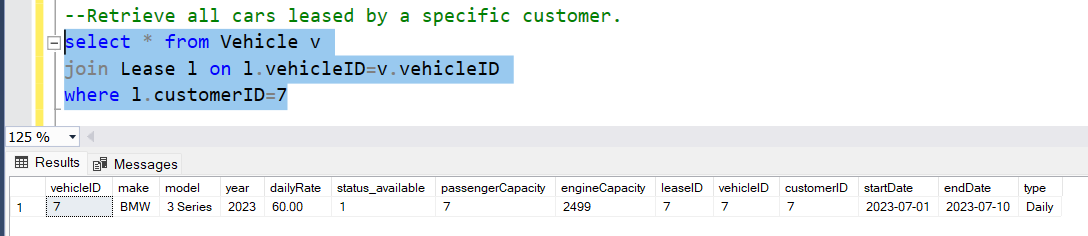 --Retrieve all cars leased by a specific customer.
select * from Vehicle v
join Lease l on l.vehicleID=v.vehicleID
where l.customerID=7
125 %
Results Messages
vehicleID make model year dailyRate status_available passengerCapacity engineCapacity leaseID vehicleID customerID startDate endDate type
1 7 BMW 3 Series 2023 60.00 1 7 2499 7 7 7 2023-07-01 2023-07-10 Daily